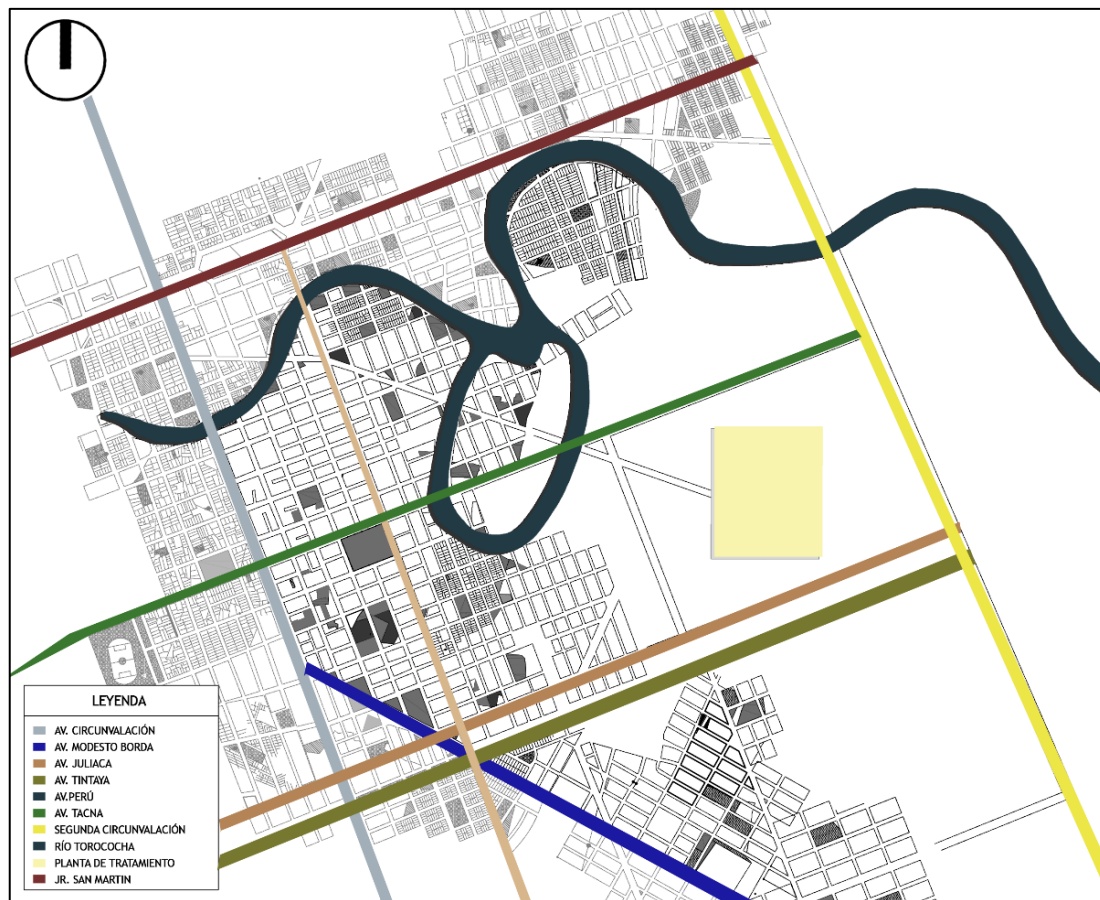 LEYENDA
AV. CIRCUNVALACIÓN
AV. MODESTO BORDA
AV. JULIACA
AV. TINTAYA
AV.PERÚ
AV. TACNA
SEGUNDA CIRCUNVALACIÓN
RÍO TOROCOCHA
PLANTA DE TRATAMIENTO
JR. SAN MARTIN